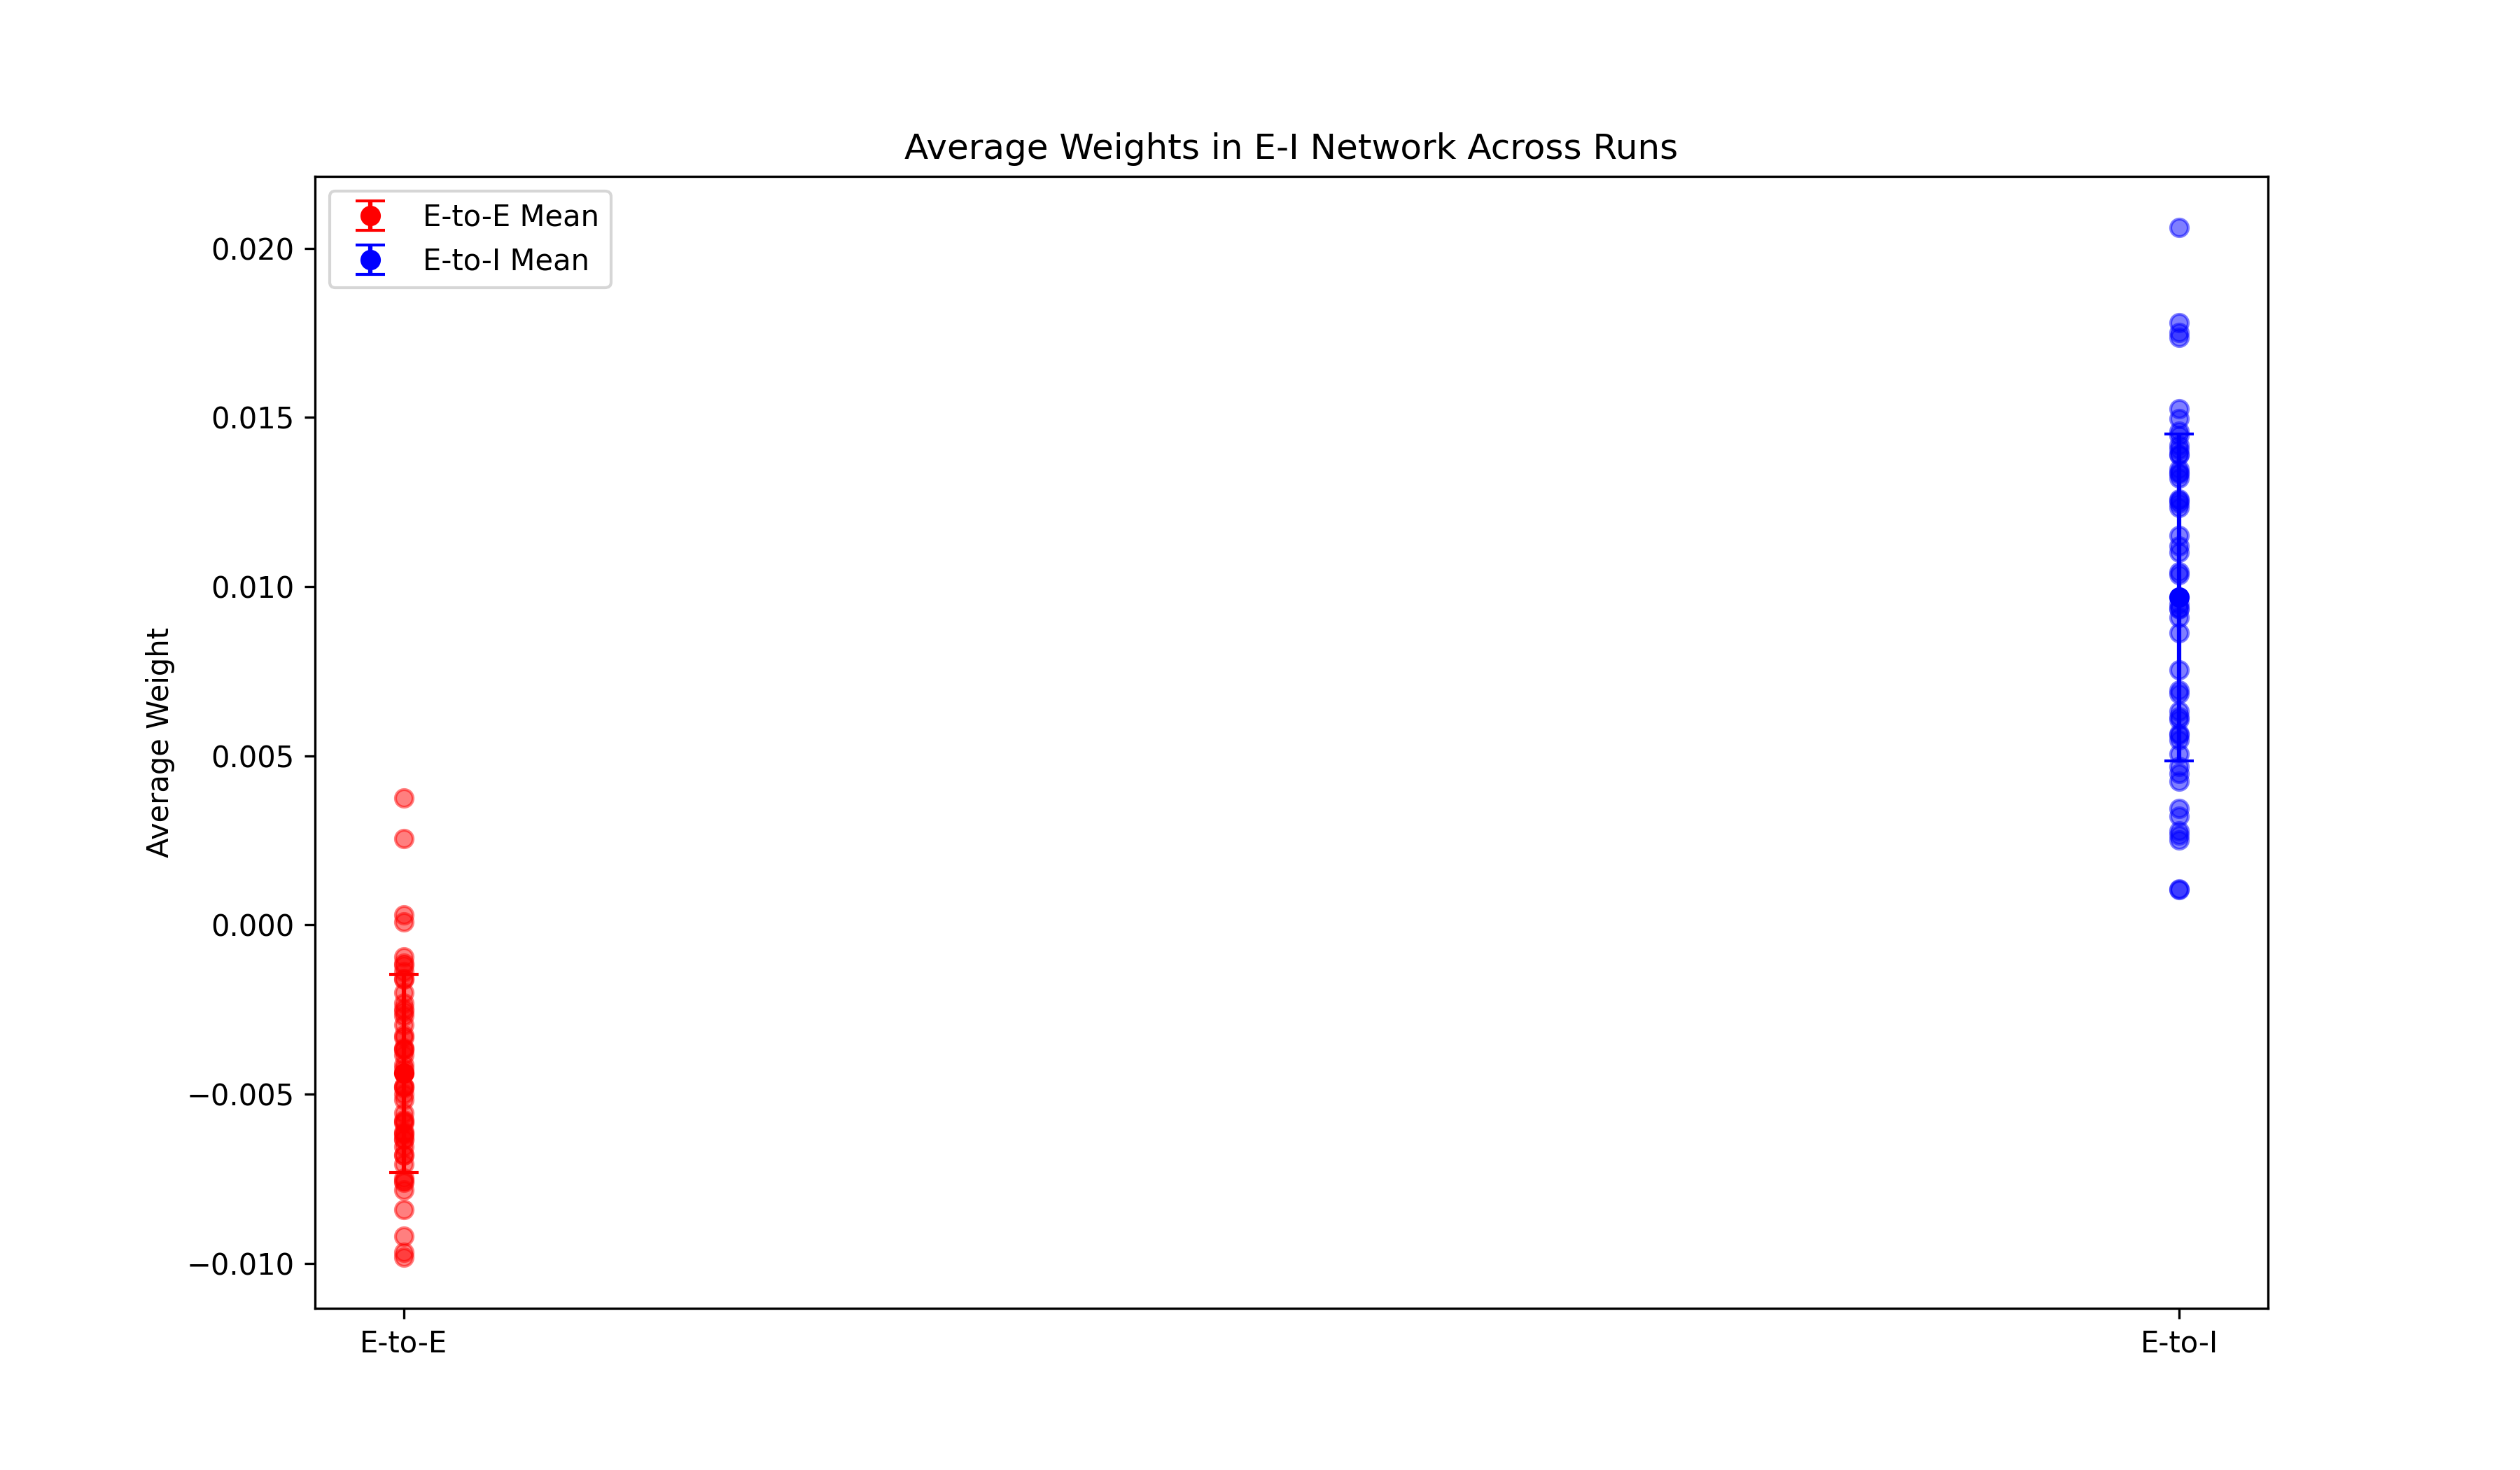 Average Weights in E-I Network Across Runs
E-to-E Mean
E-to-I Mean
0.020
0.015
0.010
0.005
0.000
−0.005
−0.010
Average Weight
E-to-E
E-to-I